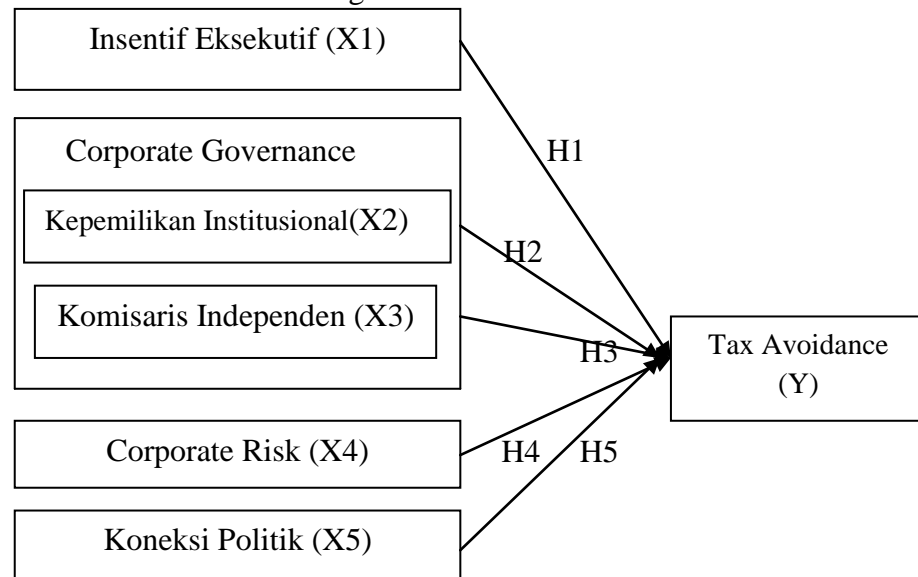 Insentif Eksekutif (X1)
Corporate Governance
H1
Kepemilikan Institusional(X2)
H2
Komisaris Independen (X3)
H3
Tax Avoidance
(Y)
Corporate Risk (X4)
H4
H5
Koneksi Politik (X5)